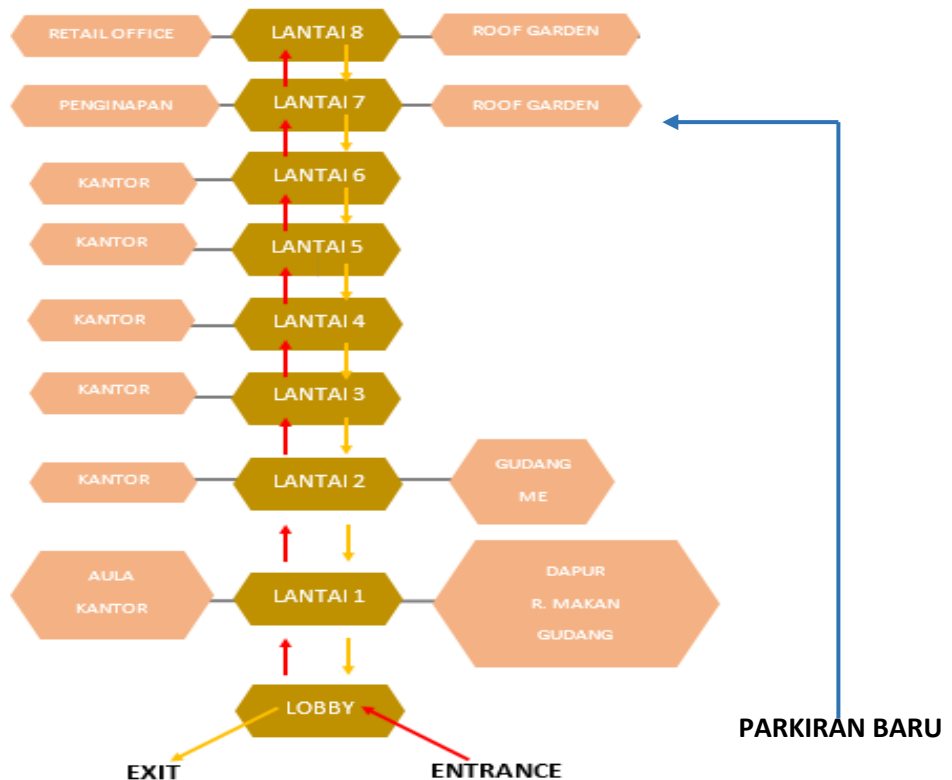 RETAIL OFFICE
LANTAI 8
ROOF GARDEN
PENGINAPAN
LANTAI 7
ROOF GARDEN
KANTOR
LANTAI 6
KANTOR
LANTAI 5
KANTOR
LANTAI 4
KANTOR
LANTAI 3
KANTOR
LANTAI 2
GUDANG
ME
AULA
KANTOR
LANTAI 1
DAPUR
R. MAKAN
GUDANG
LOBBY
PARKIRAN BARU
EXIT
ENTRANCE